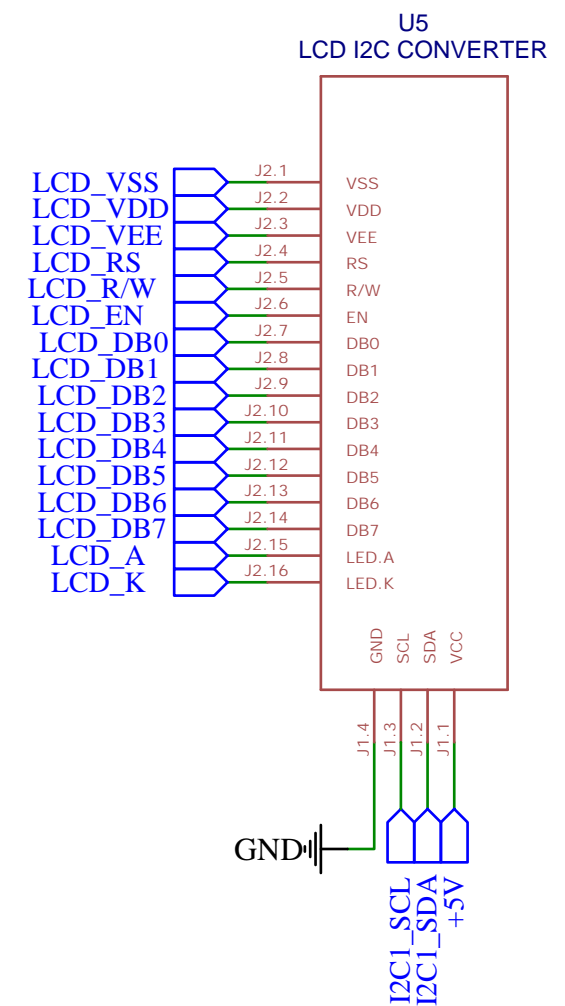 U5
LCD I2C CONVERTER
LCD_VSS J2.1 VSS
LCD_VDD J2.2 VDD
LCD_VEE J2.3 VEE
LCD_RS J2.4 RS
LCD_R/W J2.5 R/W
LCD_EN J2.6 EN
LCD_DB0 J2.7 DB0
LCD_DB1 J2.8 DB1
LCD_DB2 J2.9 DB2
LCD_DB3 J2.10 DB3
LCD_DB4 J2.11 DB4
LCD_DB5 J2.12 DB5
LCD_DB6 J2.13 DB6
LCD_DB7 J2.14 DB7
LCD_A J2.15 LED.A
LCD_K J2.16 LED.K
GND SCL SDA VCC
J1.4 J1.3 J1.2 J1.1
GND
I2C1_SCL
I2C1_SDA
+5V